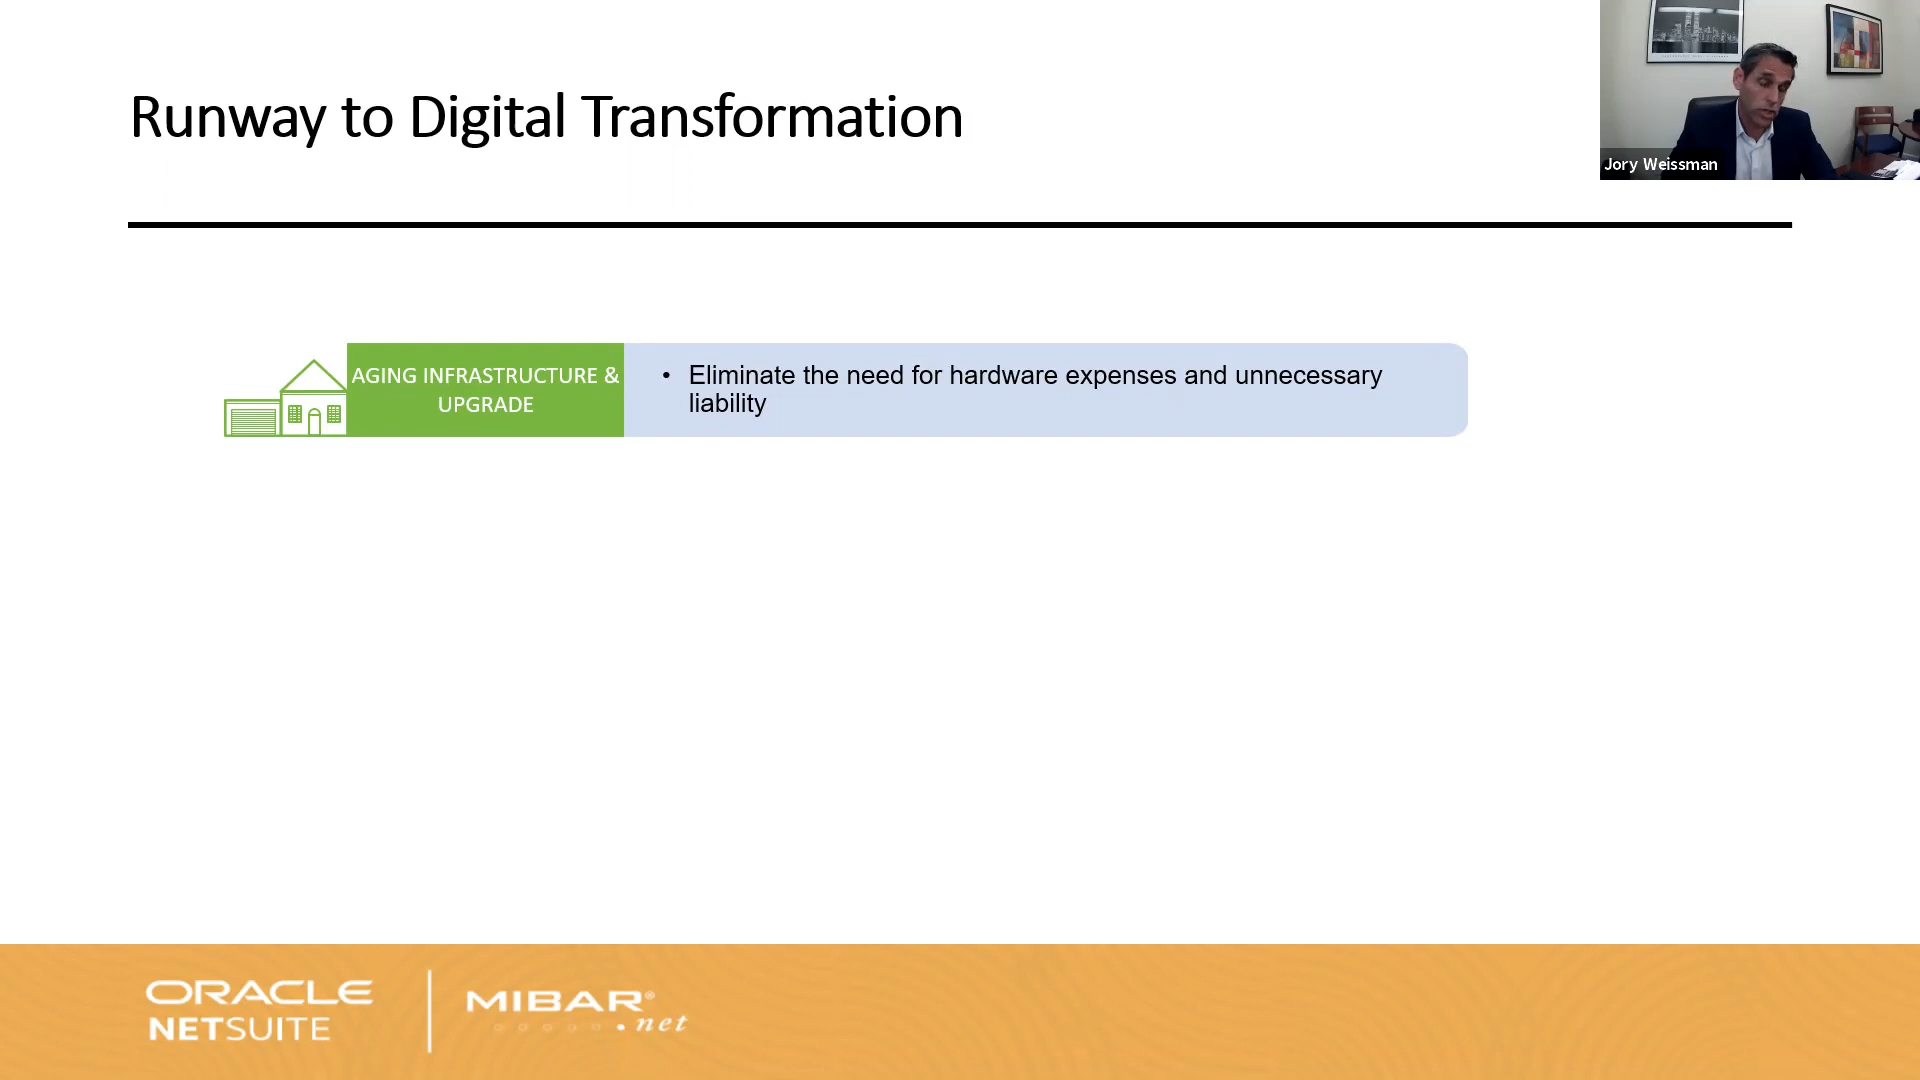 Runway to Digital Transformation
Jory Weissman
AGING INFRASTRUCTURE &
UPGRADE
• Eliminate the need for hardware expenses and unnecessary
liability
ORACLE
NETSUITE
MIBAR®
.net